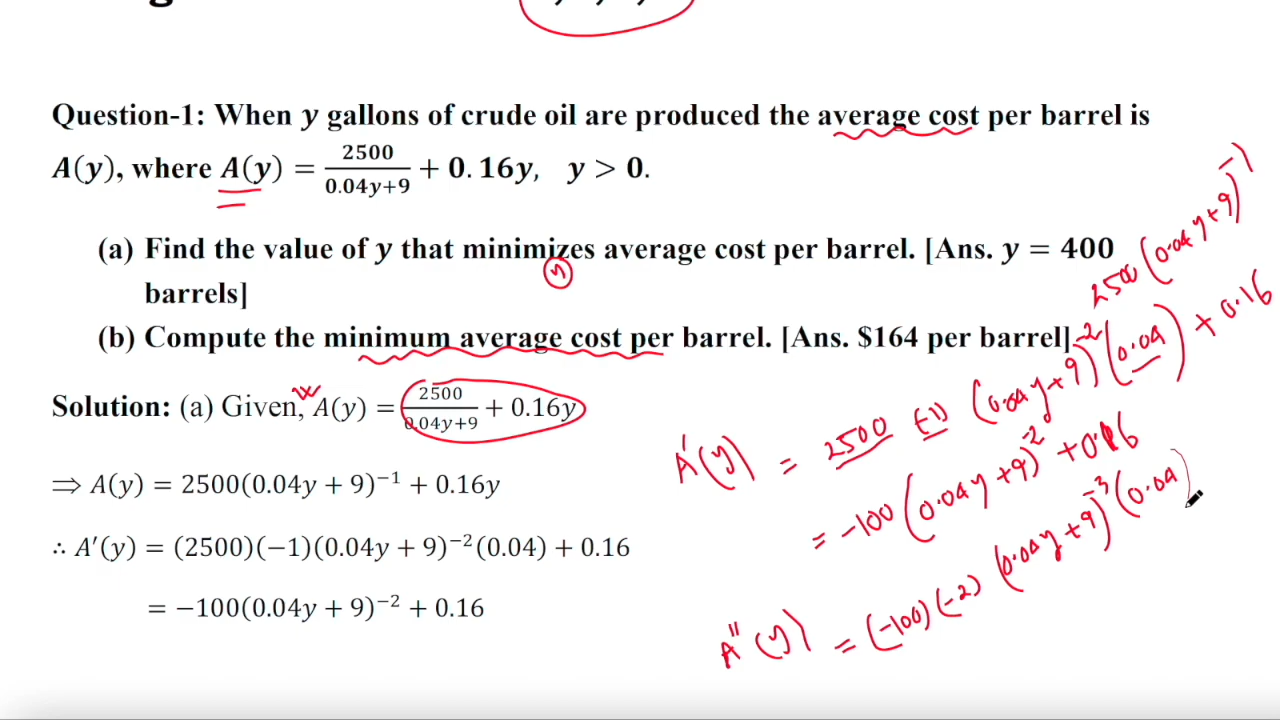 Question-1: When y gallons of crude oil are produced the average cost per barrel is
A(y), where A(y) = 2500/(0.04y+9) + 0.16y, y > 0.
(a) Find the value of y that minimizes average cost per barrel. [Ans. y = 400
barrels]
(b) Compute the minimum average cost per barrel. [Ans. $164 per barrel]
Solution: (a) Given, A(y) = 2500/(0.04y+9) + 0.16y
⟹ A(y) = 2500(0.04y + 9)⁻¹ + 0.16y
∴ A′(y) = (2500)(−1)(0.04y + 9)⁻²(0.04) + 0.16
= −100(0.04y + 9)⁻² + 0.16
2500 (0.04y+9)⁻¹
A′(y) = 2500 (-1) (0.04y+9)⁻² (0.04) + 0.16
= -100 (0.04y+9)⁻² + 0.16
A″(y) = (-100)(-2) (0.04y+9)⁻³ (0.04)